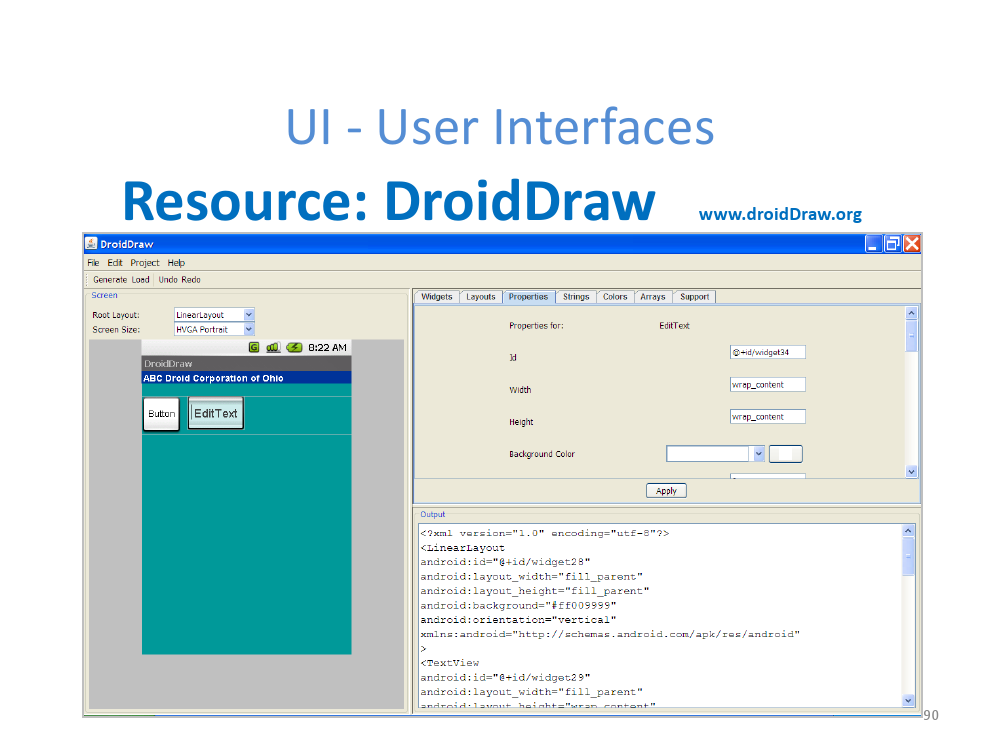 UI - User Interfaces
Resource: DroidDraw www.droidDraw.org
DroidDraw
File Edit Project Help
Generate Load Undo Redo
Screen
Root Layout: LinearLayout
Screen Size: HVGA Portrait
8:22 AM
DroidDraw
ABC Droid Corporation of Ohio
Button EditText
Widgets Layouts Properties Strings Colors Arrays Support
Properties for: EditText
Id @+id/widget34
Width wrap_content
Height wrap_content
Background Color
Apply
Output
<?xml version="1.0" encoding="utf-8"?>
<LinearLayout
android:id="@+id/widget28"
android:layout_width="fill_parent"
android:layout_height="fill_parent"
android:background="#ff009999"
android:orientation="vertical"
xmlns:android="http://schemas.android.com/apk/res/android"
>
<TextView
android:id="@+id/widget29"
android:layout_width="fill_parent"
android:layout_height="wrap_content"
90